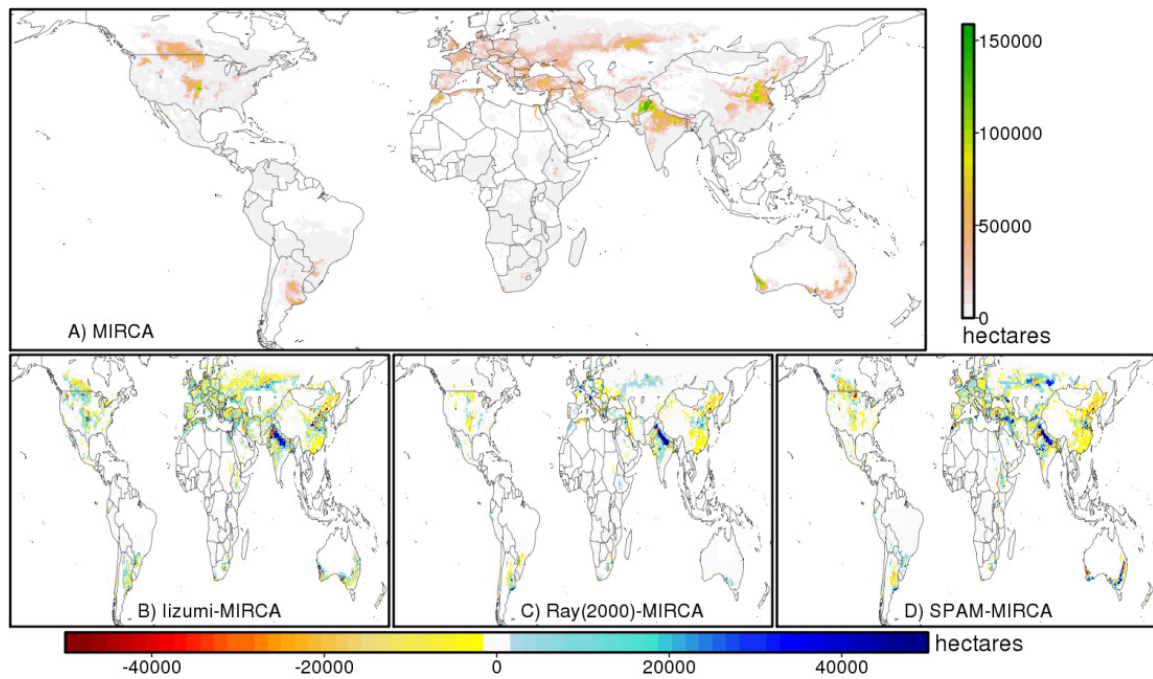 150000
100000
50000
0
hectares
A) MIRCA
B) Iizumi-MIRCA
C) Ray(2000)-MIRCA
D) SPAM-MIRCA
hectares
-40000 -20000 0 20000 40000